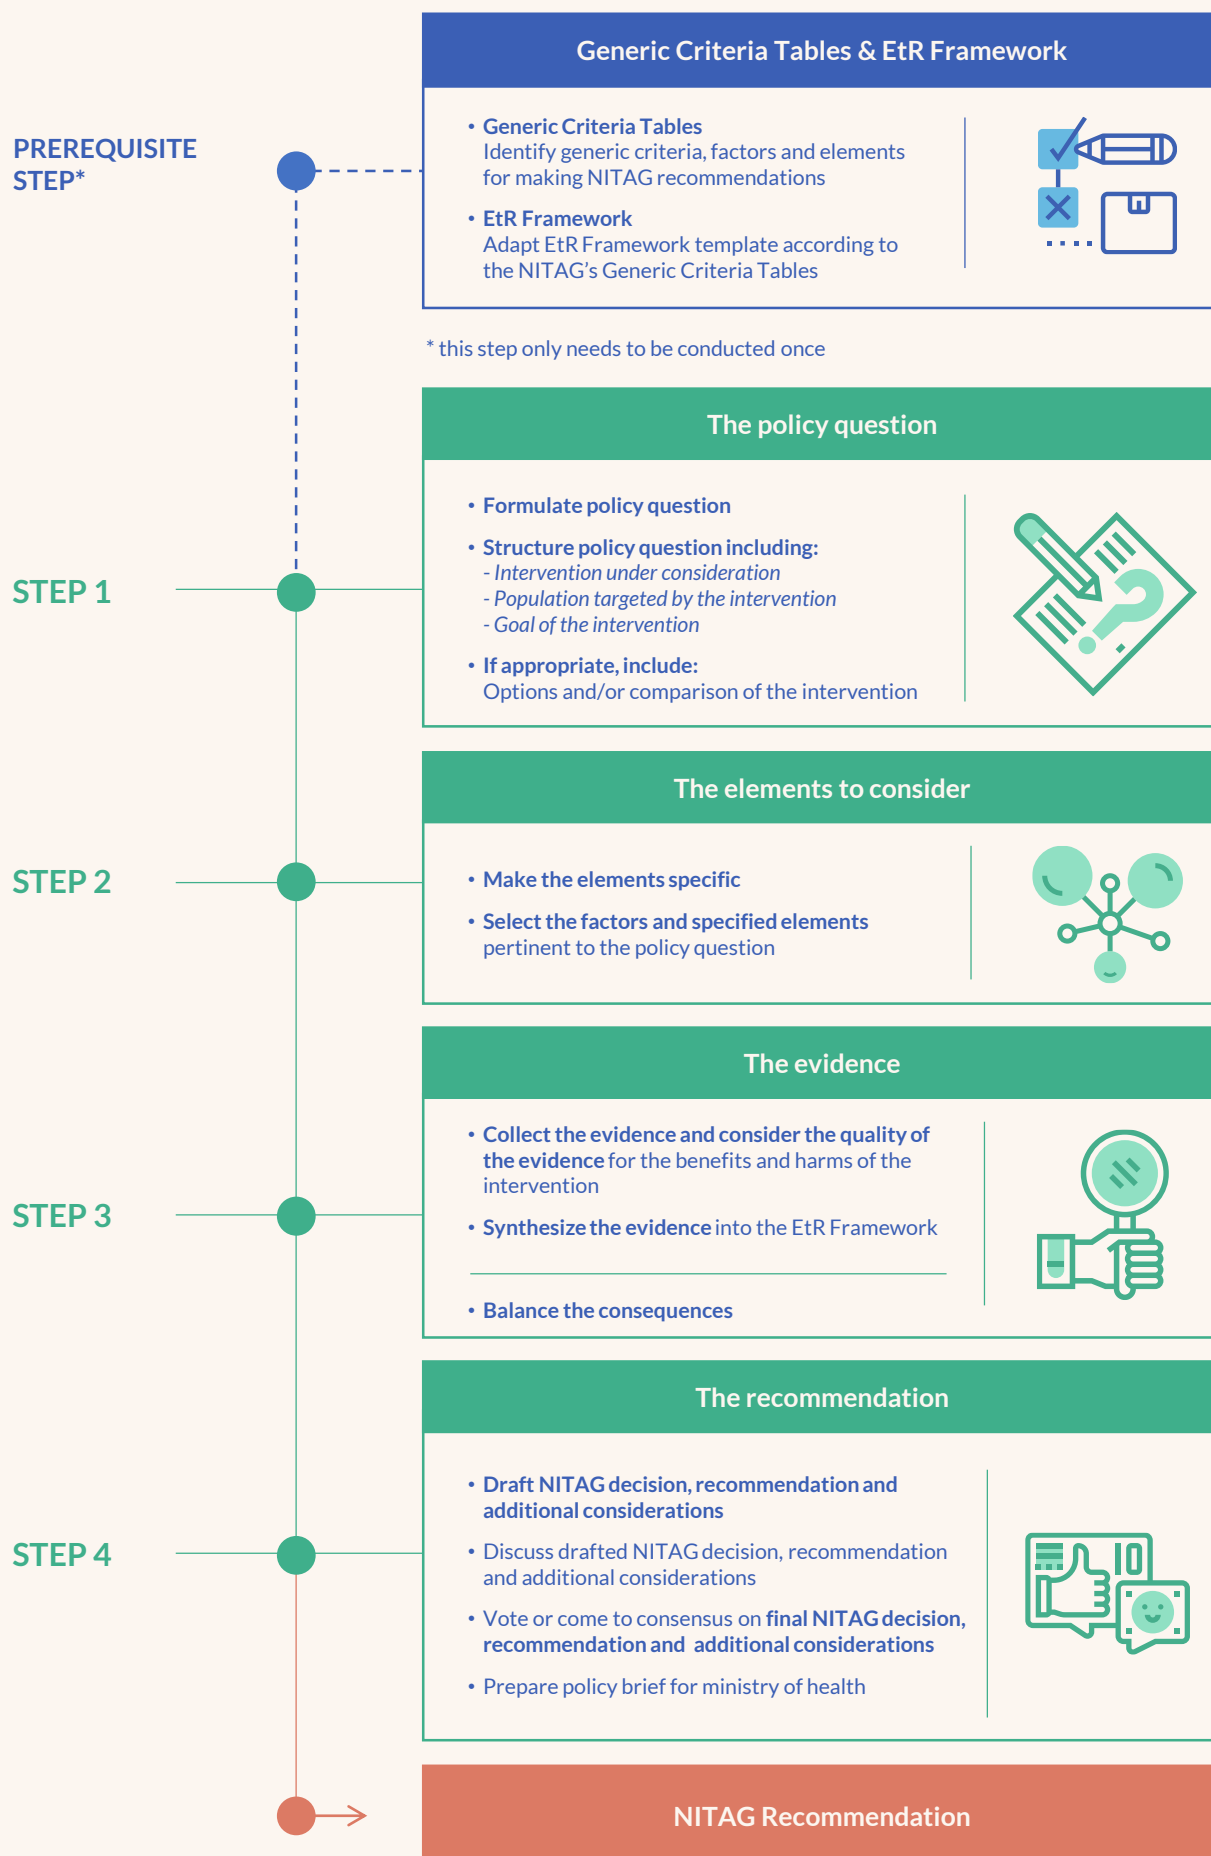 Generic Criteria Tables & EtR Framework
PREREQUISITE
STEP*
• Generic Criteria Tables
Identify generic criteria, factors and elements
for making NITAG recommendations
• EtR Framework
Adapt EtR Framework template according to
the NITAG's Generic Criteria Tables
* this step only needs to be conducted once
The policy question
STEP 1
• Formulate policy question
• Structure policy question including:
- Intervention under consideration
- Population targeted by the intervention
- Goal of the intervention
• If appropriate, include:
Options and/or comparison of the intervention
The elements to consider
STEP 2
• Make the elements specific
• Select the factors and specified elements
pertinent to the policy question
The evidence
STEP 3
• Collect the evidence and consider the quality of
the evidence for the benefits and harms of the
intervention
• Synthesize the evidence into the EtR Framework
• Balance the consequences
The recommendation
STEP 4
• Draft NITAG decision, recommendation and
additional considerations
• Discuss drafted NITAG decision, recommendation
and additional considerations
• Vote or come to consensus on final NITAG decision,
recommendation and additional considerations
• Prepare policy brief for ministry of health
NITAG Recommendation